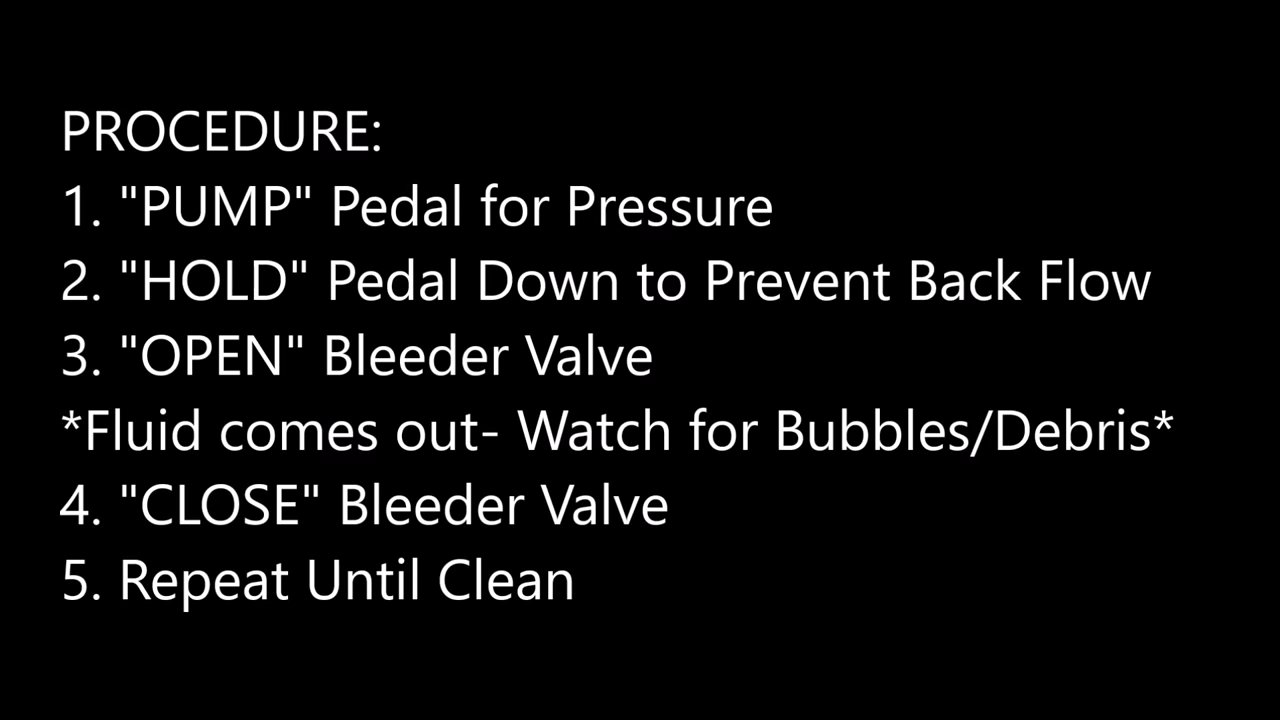 PROCEDURE:
1. "PUMP" Pedal for Pressure
2. "HOLD" Pedal Down to Prevent Back Flow
3. "OPEN" Bleeder Valve
*Fluid comes out- Watch for Bubbles/Debris*
4. "CLOSE" Bleeder Valve
5. Repeat Until Clean